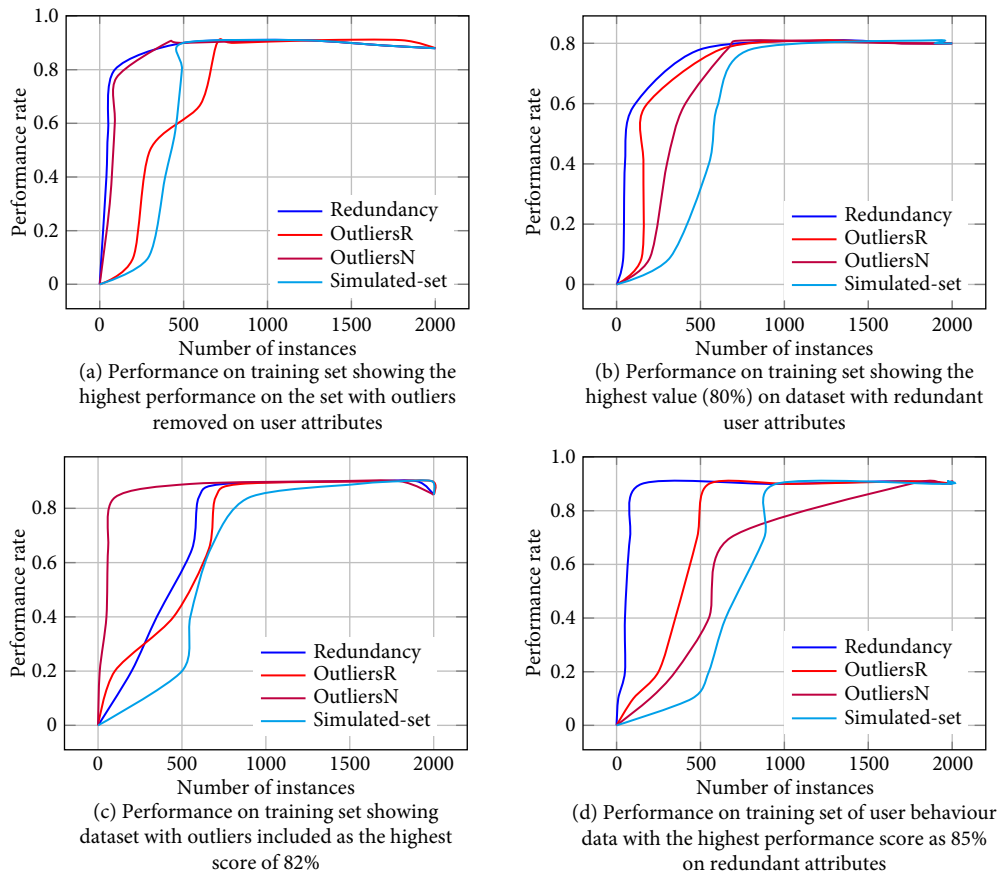 1.0
0.8
0.6
0.4
0.2
0
Performance rate
Redundancy
OutliersR
OutliersN
Simulated-set
0
500
1000
1500
2000
Number of instances
(a) Performance on training set showing the
highest performance on the set with outliers
removed on user attributes
0.8
0.6
0.4
0.2
0
Performance rate
Redundancy
OutliersR
OutliersN
Simulated-set
0
500
1000
1500
2000
Number of instances
(b) Performance on training set showing the
highest value (80%) on dataset with redundant
user attributes
0.8
0.6
0.4
0.2
0
Performance rate
Redundancy
OutliersR
OutliersN
Simulated-set
0
500
1000
1500
2000
Number of instances
(c) Performance on training set showing
dataset with outliers included as the highest
score of 82%
1.0
0.8
0.6
0.4
0.2
0
Performance rate
Redundancy
OutliersR
OutliersN
Simulated-set
0
500
1000
1500
2000
Number of instances
(d) Performance on training set of user behaviour
data with the highest performance score as 85%
on redundant attributes